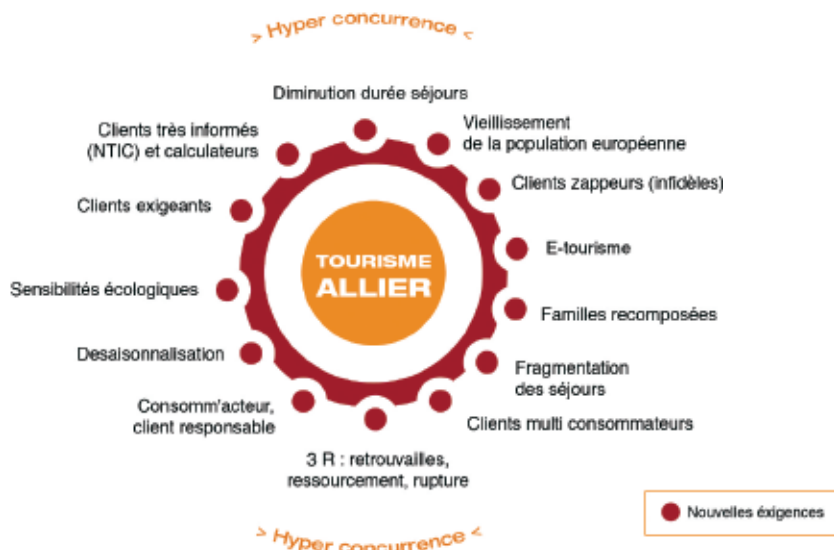 > Hyper concurrence <
Diminution durée séjours
Clients très informés
(NTIC) et calculateurs
Vieillissement
de la population européenne
Clients zappeurs (infidèles)
Clients exigeants
E-tourisme
TOURISME
ALLIER
Sensibilités écologiques
Familles recomposées
Desaisonnalisation
Fragmentation
des séjours
Consomm'acteur,
client responsable
Clients multi consommateurs
3 R : retrouvailles,
ressourcement, rupture
Nouvelles éxigences
> Hyper concurrence <